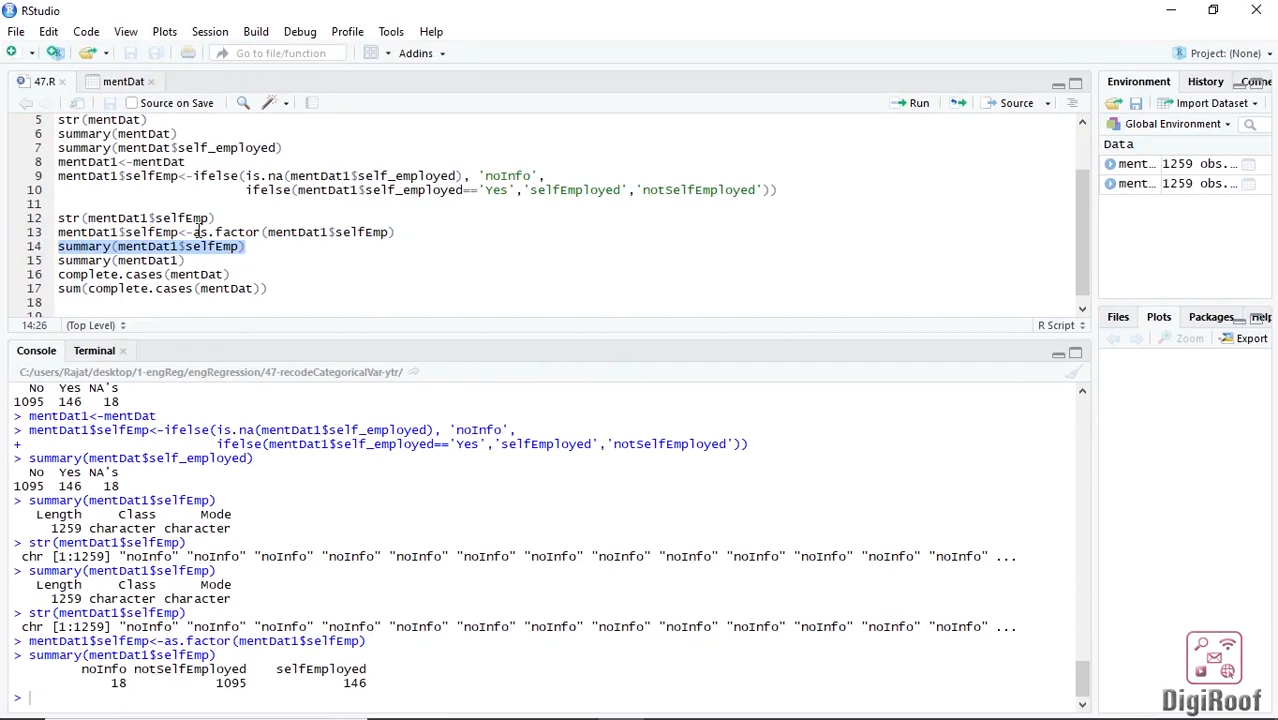 RStudio
File Edit Code View Plots Session Build Debug Profile Tools Help
Go to file/function Addins Project: (None)
47.R mentDat
Source on Save Run Source
5 str(mentDat)
6 summary(mentDat)
7 summary(mentDat$self_employed)
8 mentDat1<-mentDat
9 mentDat1$selfEmp<-ifelse(is.na(mentDat1$self_employed), 'noInfo',
10 ifelse(mentDat1$self_employed=='Yes','selfEmployed','notSelfEmployed'))
11
12 str(mentDat1$selfEmp)
13 mentDat1$selfEmp<-as.factor(mentDat1$selfEmp)
14 summary(mentDat1$selfEmp)
15 summary(mentDat1)
16 complete.cases(mentDat)
17 sum(complete.cases(mentDat))
18
14:26 (Top Level) R Script
Console Terminal
C:/users/Rajat/desktop/1-engReg/engRegression/47-recodeCategoricalVar-ytr/
No Yes NA's
1095 146 18
> mentDat1<-mentDat
> mentDat1$selfEmp<-ifelse(is.na(mentDat1$self_employed), 'noInfo',
+ ifelse(mentDat1$self_employed=='Yes','selfEmployed','notSelfEmployed'))
> summary(mentDat$self_employed)
No Yes NA's
1095 146 18
> summary(mentDat1$selfEmp)
Length Class Mode
1259 character character
> str(mentDat1$selfEmp)
chr [1:1259] "noInfo" "noInfo" "noInfo" "noInfo" "noInfo" "noInfo" "noInfo" "noInfo" "noInfo" "noInfo" "noInfo" "noInfo" "noInfo" ...
> summary(mentDat1$selfEmp)
Length Class Mode
1259 character character
> str(mentDat1$selfEmp)
chr [1:1259] "noInfo" "noInfo" "noInfo" "noInfo" "noInfo" "noInfo" "noInfo" "noInfo" "noInfo" "noInfo" "noInfo" "noInfo" "noInfo" ...
> mentDat1$selfEmp<-as.factor(mentDat1$selfEmp)
> summary(mentDat1$selfEmp)
noInfo notSelfEmployed selfEmployed
18 1095 146
>
Environment History
Import Dataset
Global Environment
Data
ment... 1259 obs.
ment... 1259 obs.
Files Plots Packages Help
Zoom Export
DigiRoof